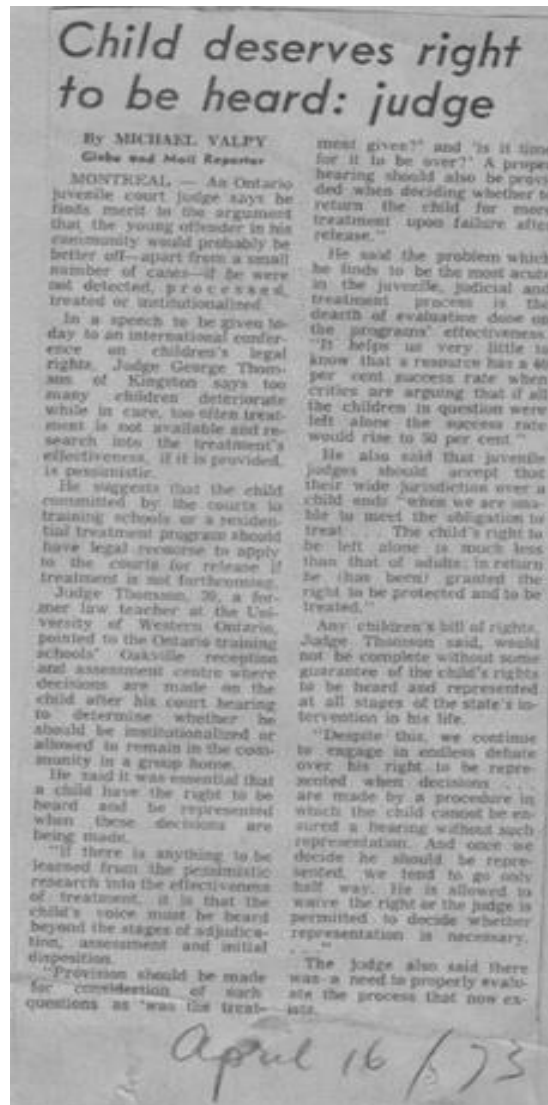 Child deserves right
to be heard: judge
By MICHAEL VALPY
Globe and Mail Reporter
MONTREAL — An Ontario
juvenile court judge says he
finds merit in the argument
that the young offender in his
community would probably be
better off—apart from a small
number of cases—if he were
not detected, processed,
treated or institutionalized.
In a speech to be given to-
day to an international confer-
ence on children's legal
rights, Judge George Thom-
son of Kingston says too
many children deteriorate
while in care, too often treat-
ment is not available and re-
search into the treatment's
effectiveness, if it is provided,
is pessimistic.
He suggests that the child
committed by the courts to
training schools or a residen-
tial treatment program should
have legal recourse to apply
to the courts for release if
treatment is not forthcoming.
Judge Thomson, a for-
mer law teacher at the Uni-
versity of Western Ontario,
pointed to the Ontario training
schools' Oakville reception
and assessment centre where
decisions are made on the
child after his court hearing
to determine whether he
should be institutionalized or
allowed to remain in the com-
munity in a group home.
He said it was essential that
a child have the right to be
heard and be represented
when these decisions are
being made.
"If there is anything to be
learned from the pessimistic
research into the effectiveness
of treatment, it is that the
child's voice must be heard
beyond the stages of adjudica-
tion, assessment and initial
disposition.
"Provision should be made
for consideration of such
questions as 'was the treat-
ment given?' and 'is it time
for it to be over?' A proper
hearing should also be provi-
ded when deciding whether to
return the child for more
treatment upon failure after
release."
He said the problem which
he finds to be the most acute
in the juvenile, judicial and
treatment process is the
dearth of evaluation done on
the programs' effectiveness.
"It helps us very little to
know that a resource has a
per cent success rate when
critics are arguing that if all
the children in question were
left alone the success rate
would rise to 50 per cent."
He also said that juvenile
judges should accept that
their wide jurisdiction over a
child ends "when we are una-
ble to meet the obligation to
treat . . . The child's right to
be left alone is much less
than that of adults; in return
he (has been) granted the
right to be protected and to be
treated."
Any children's bill of rights,
Judge Thomson said, would
not be complete without some
guarantee of the child's rights
to be heard and represented
at all stages of the state's in-
tervention in his life.
"Despite this, we continue
to engage in endless debate
over his right to be repre-
sented when decisions . . .
are made by a procedure in
which the child cannot be en-
sured a hearing without such
representation. And once we
decide he should be repre-
sented, we tend to go only
half way. He is allowed to
waive the right or the judge is
permitted to decide whether
representation is necessary.
. . ."
The judge also said there
was a need to properly evalu-
ate the process that now ex-
ists.
April 16/73